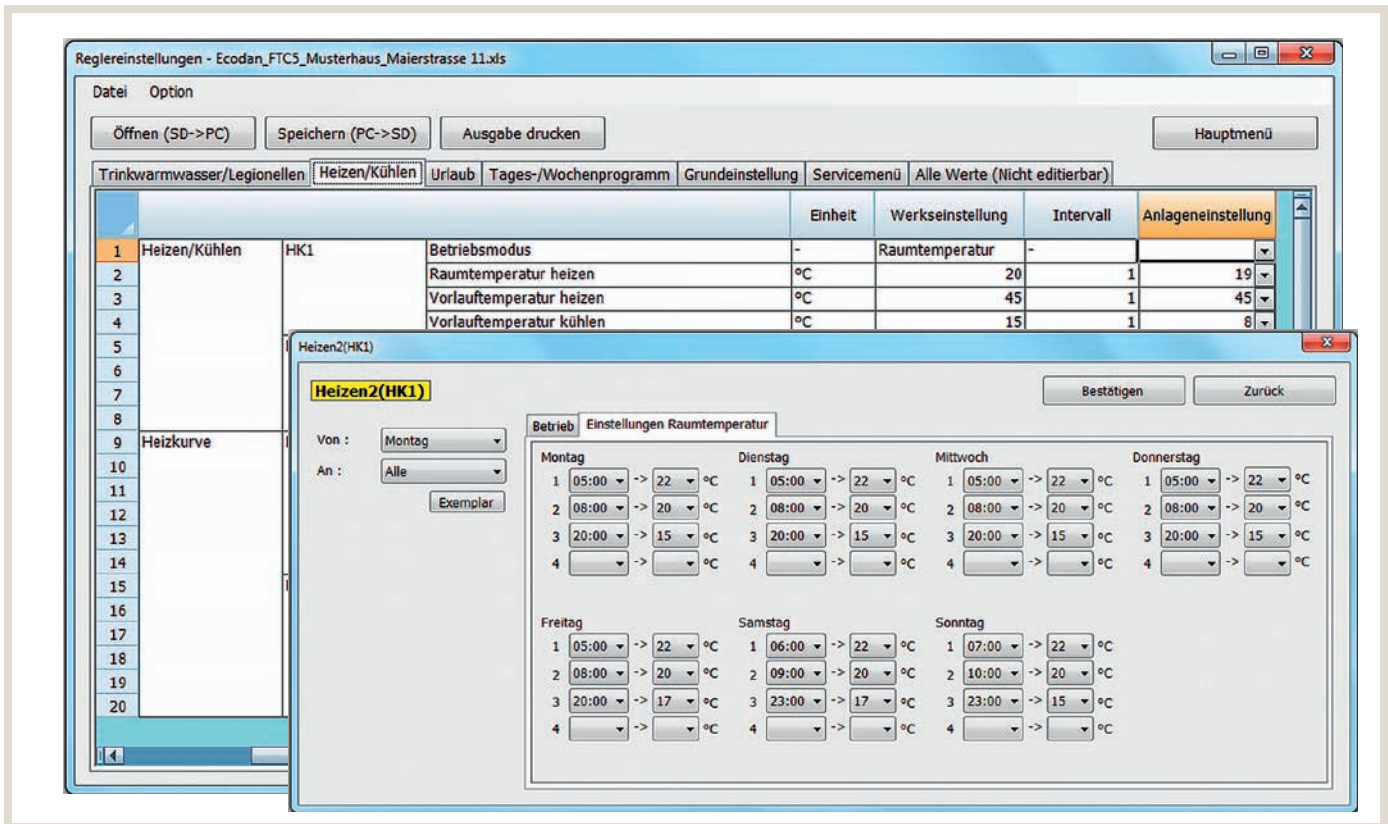 Reglereinstellungen - Ecodan_FTC5_Musterhaus_Maierstrasse 11.xls
Datei Option
Öffnen (SD->PC) Speichern (PC->SD) Ausgabe drucken Hauptmenü
Trinkwarmwasser/Legionellen Heizen/Kühlen Urlaub Tages-/Wochenprogramm Grundeinstellung Servicemenü Alle Werte (Nicht editierbar)
Einheit Werkseinstellung Intervall Anlageneinstellung
1 Heizen/Kühlen HK1 Betriebsmodus - Raumtemperatur -
2 Raumtemperatur heizen °C 20 1 19
3 Vorlauftemperatur heizen °C 45 1 45
4 Vorlauftemperatur kühlen °C 15 1 8
5
6
7
8
9 Heizkurve
10
11
12
13
14
15
16
17
18
19
20
Heizen2(HK1)
Heizen2(HK1) Bestätigen Zurück
Betrieb Einstellungen Raumtemperatur
Von : Montag
An : Alle
Exemplar
Montag Dienstag Mittwoch Donnerstag
1 05:00 -> 22 °C 1 05:00 -> 22 °C 1 05:00 -> 22 °C 1 05:00 -> 22 °C
2 08:00 -> 20 °C 2 08:00 -> 20 °C 2 08:00 -> 20 °C 2 08:00 -> 20 °C
3 20:00 -> 15 °C 3 20:00 -> 15 °C 3 20:00 -> 15 °C 3 20:00 -> 15 °C
4 -> °C 4 -> °C 4 -> °C 4 -> °C
Freitag Samstag Sonntag
1 05:00 -> 22 °C 1 06:00 -> 22 °C 1 07:00 -> 22 °C
2 08:00 -> 20 °C 2 09:00 -> 20 °C 2 10:00 -> 20 °C
3 20:00 -> 17 °C 3 23:00 -> 17 °C 3 23:00 -> 15 °C
4 -> °C 4 -> °C 4 -> °C